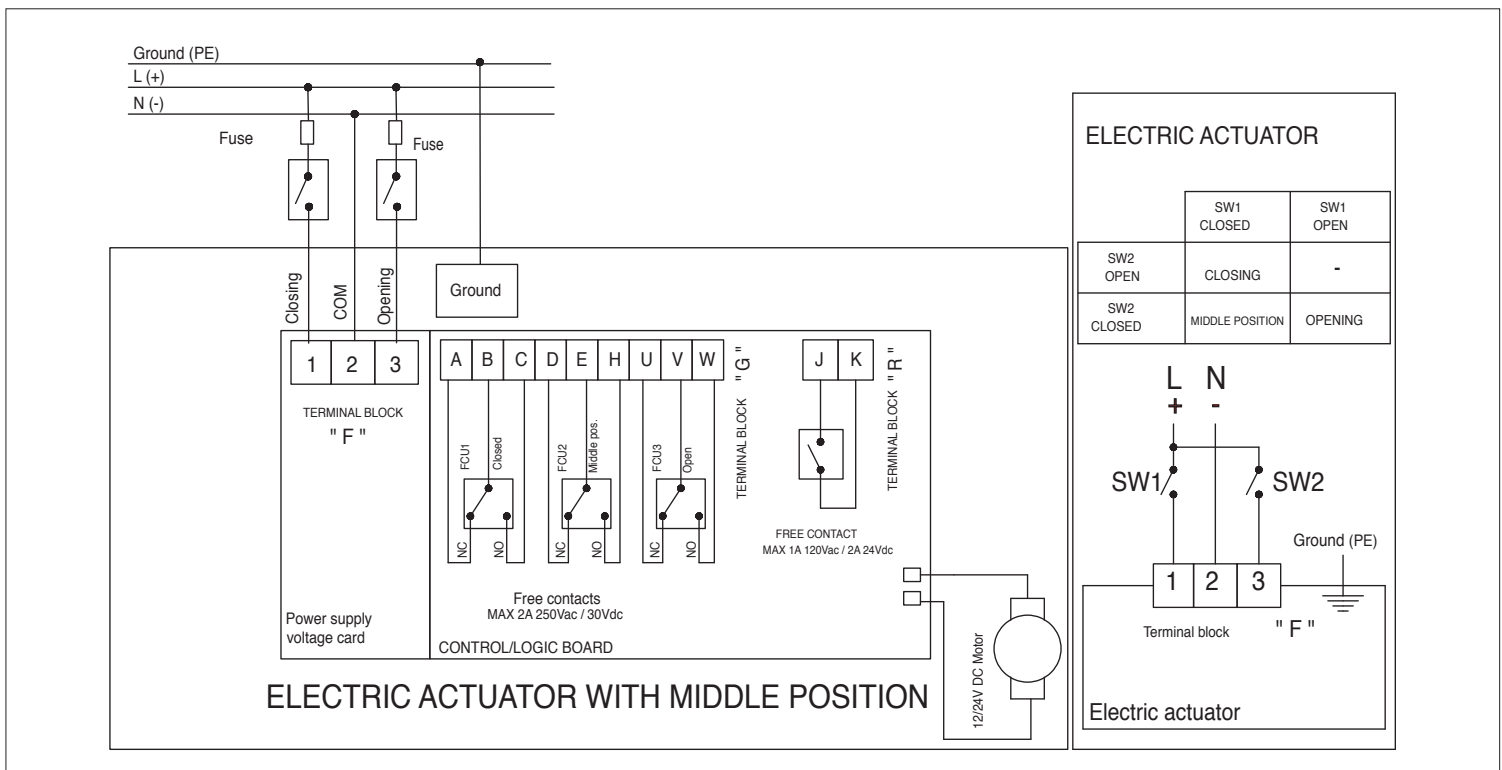 Ground (PE)
L (+)
N (-)
Fuse
Fuse
Closing
COM
Opening
Ground
1 2 3
TERMINAL BLOCK
" F "
A B C D E H U V W
TERMINAL BLOCK " G "
J K
TERMINAL BLOCK " R "
FCU1
Closed
FCU2
Middle pos.
FCU3
Open
NC
NO
NC
NO
NC
NO
Free contacts
MAX 2A 250Vac / 30Vdc
FREE CONTACT
MAX 1A 120Vac / 2A 24Vdc
Power supply
voltage card
CONTROL/LOGIC BOARD
12/24V DC Motor
ELECTRIC ACTUATOR WITH MIDDLE POSITION
ELECTRIC ACTUATOR
SW1
CLOSED
SW1
OPEN
SW2
OPEN
CLOSING
-
SW2
CLOSED
MIDDLE POSITION
OPENING
L N
+ -
SW1
SW2
Ground (PE)
1 2 3
Terminal block
" F "
Electric actuator